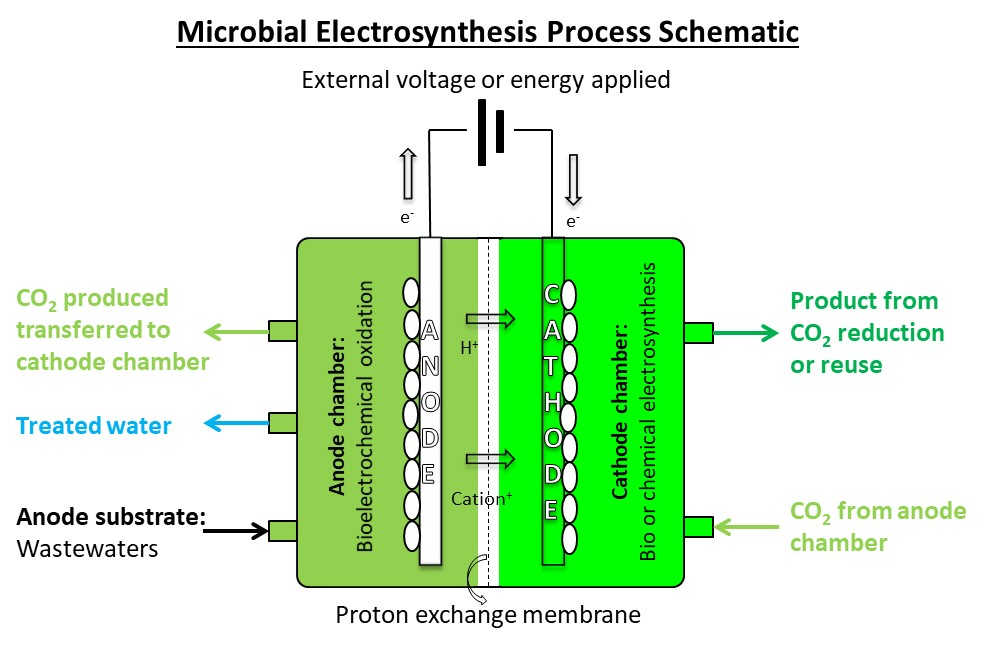 Microbial Electrosynthesis Process Schematic
External voltage or energy applied
e-
e-
CO2 produced
transferred to
cathode chamber
Treated water
Anode substrate:
Wastewaters
Anode chamber:
Bioelectrochemical oxidation
ANODE
H+
Cation+
CATHODE
Cathode chamber:
Bio or chemical electrosynthesis
Product from
CO2 reduction
or reuse
CO2 from anode
chamber
Proton exchange membrane